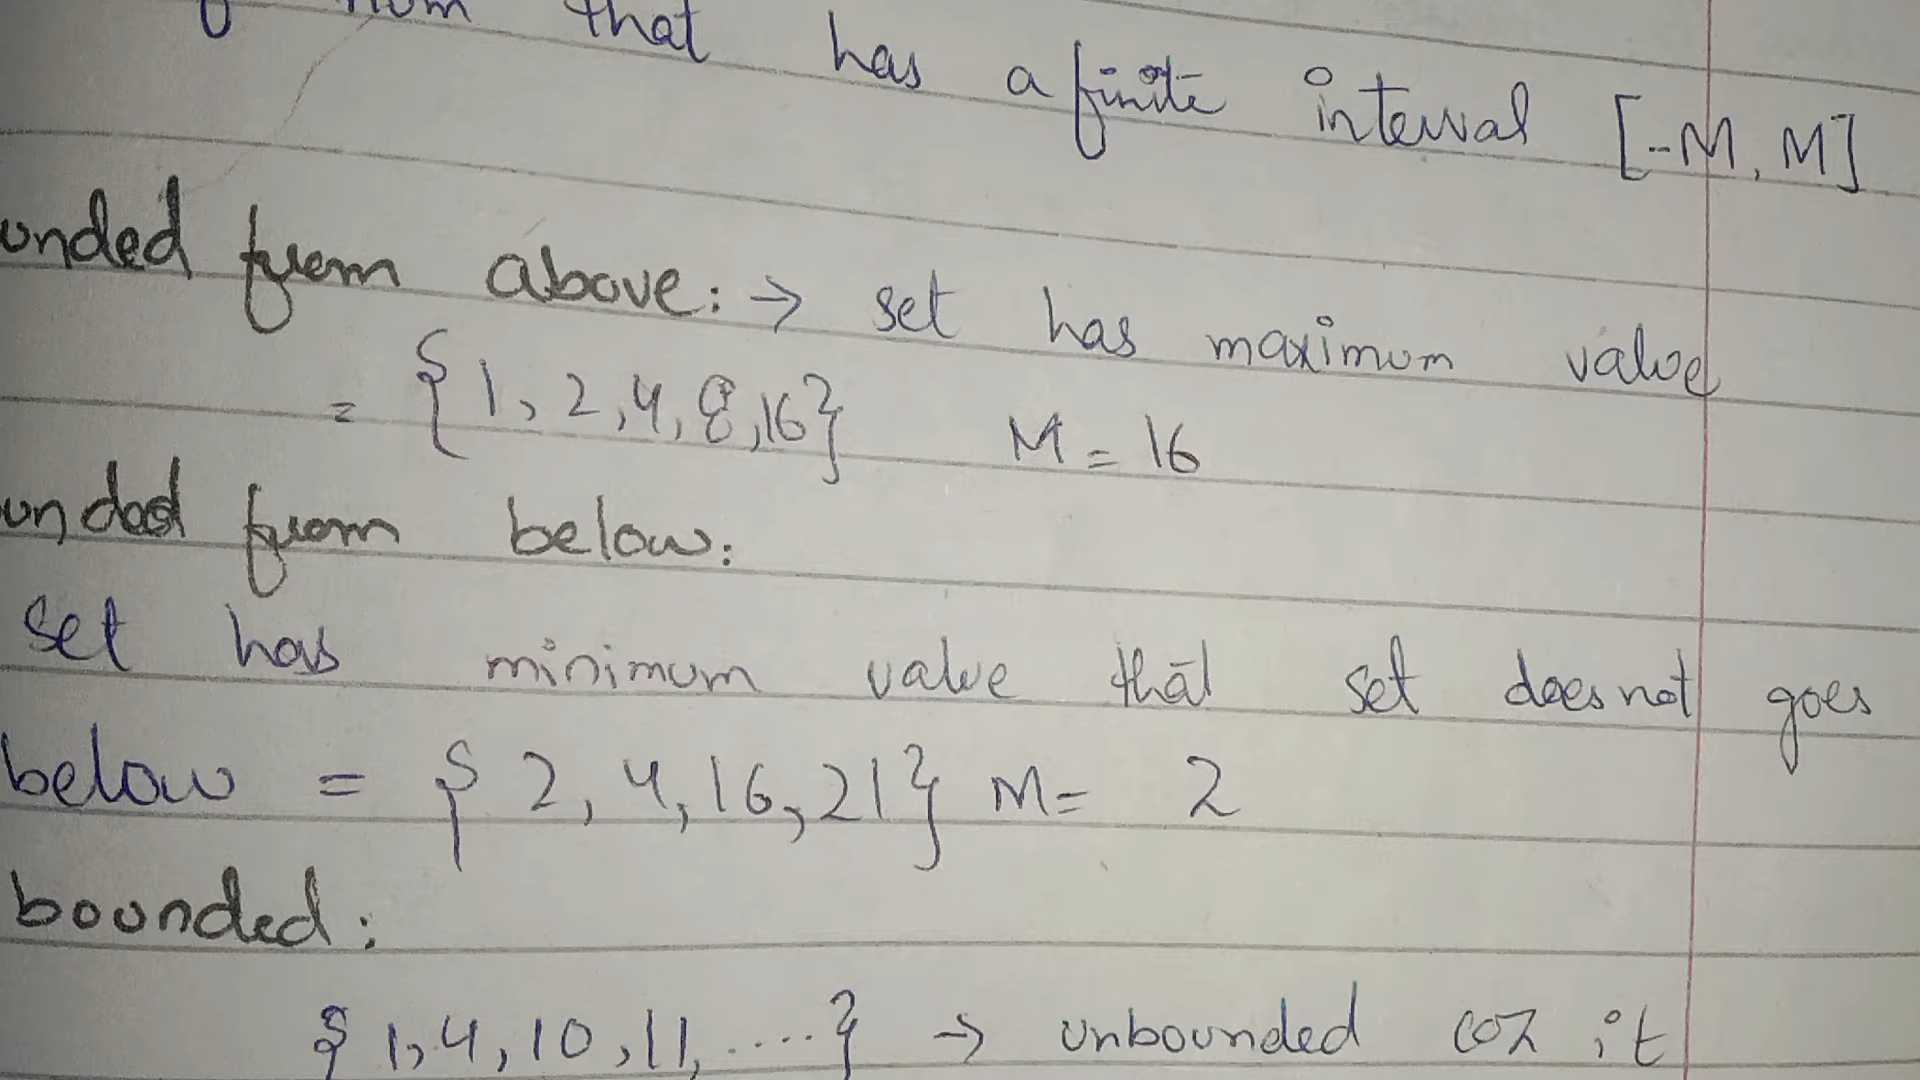 that has a finite interval [-M, M]
unded from above: → set has maximum value
= {1, 2, 4, 8, 16} M = 16
unded from below:
set has minimum value that set does not goes
below = {2, 4, 16, 21} M = 2
bounded:
{1, 4, 10, 11, .....} → unbounded coz it